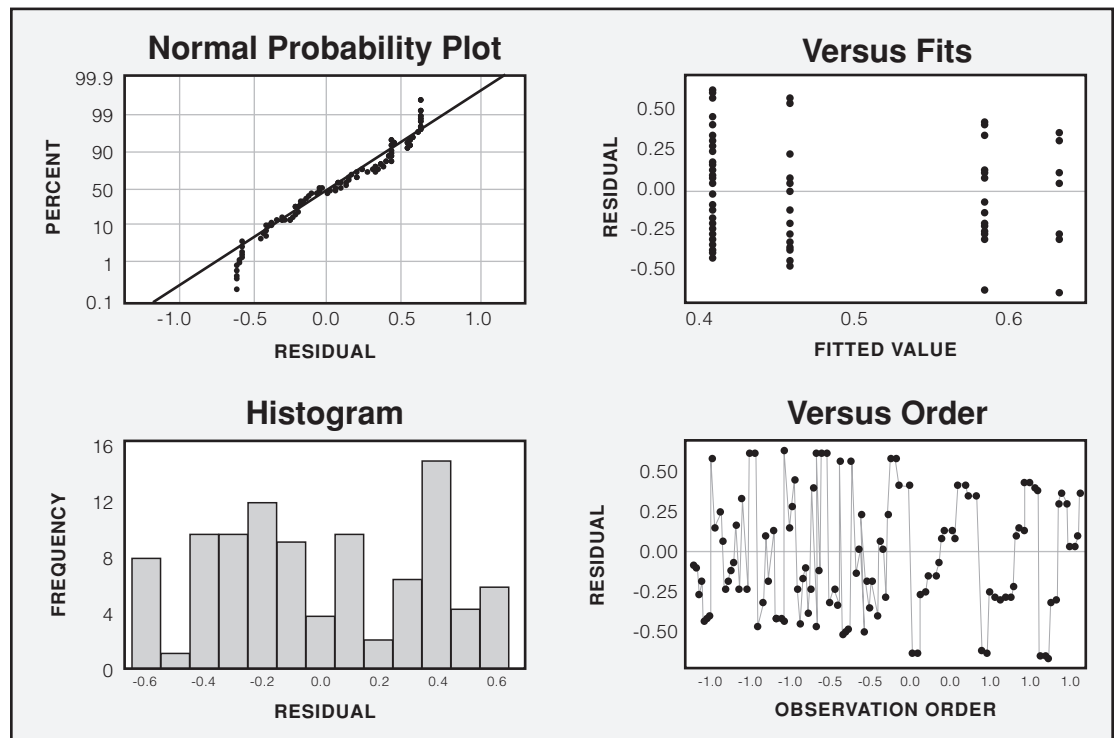 Normal Probability Plot
99.9
99
90
50
10
1
0.1
PERCENT
-1.0 -0.5 0.0 0.5 1.0
RESIDUAL
Versus Fits
0.50
0.25
0.00
-0.25
-0.50
RESIDUAL
0.4 0.5 0.6
FITTED VALUE
Histogram
16
12
8
4
0
FREQUENCY
-0.6 -0.4 -0.2 0.0 0.2 0.4 0.6
RESIDUAL
Versus Order
0.50
0.25
0.00
-0.25
-0.50
RESIDUAL
-1.0 -1.0 -1.0 -0.5 -0.5 0.0 0.0 1.0 1.0 1.0
OBSERVATION ORDER